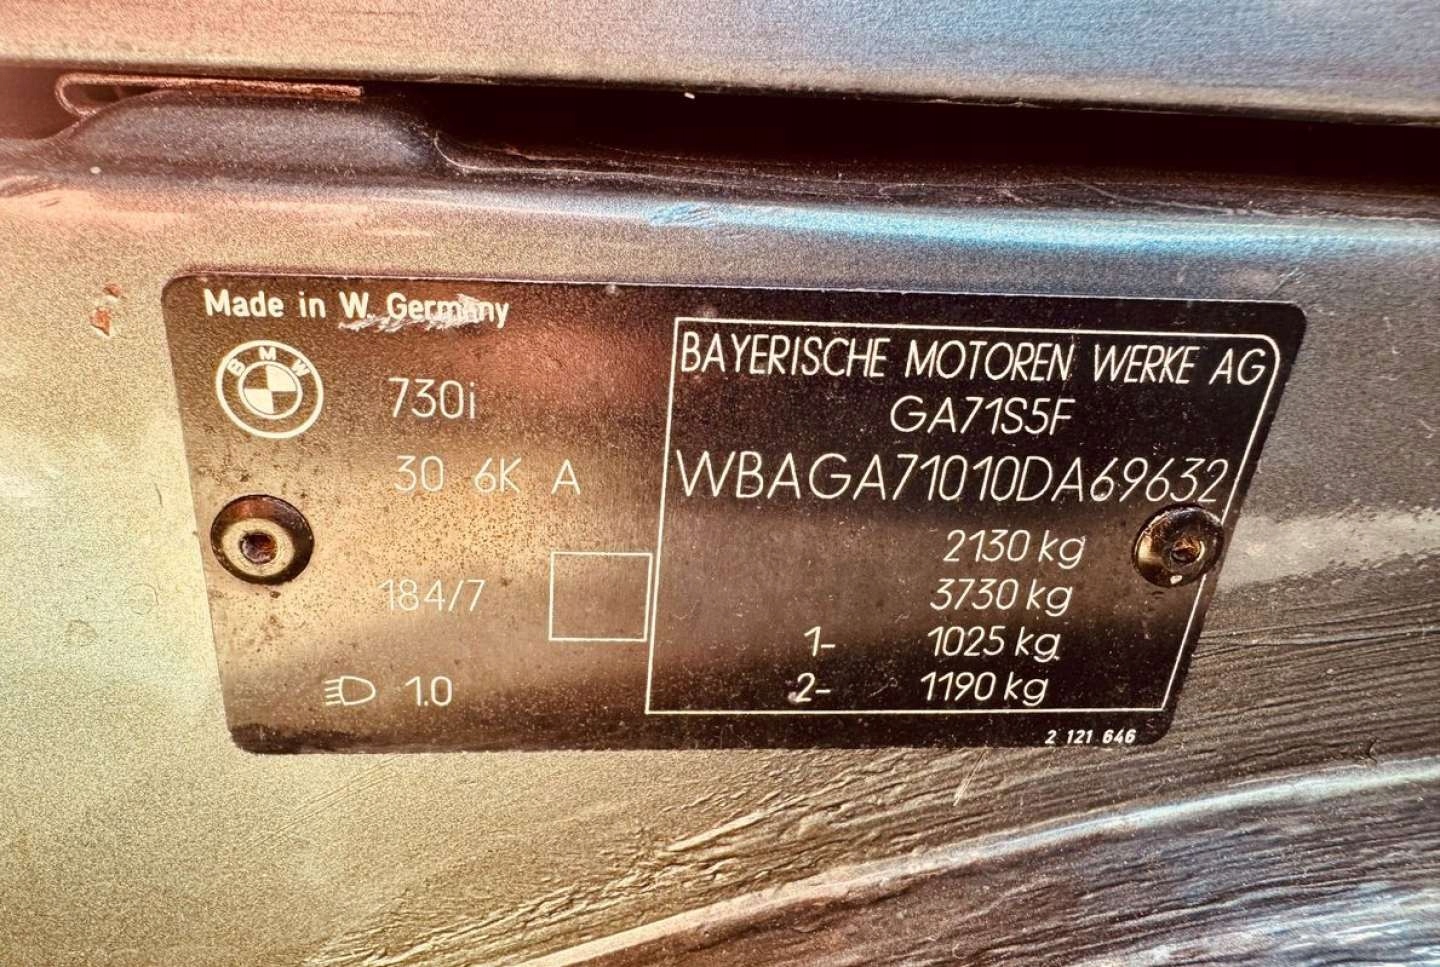 Made in W. Germany
BMW
730i
30 6K A
184/7
1.0
BAYERISCHE MOTOREN WERKE AG
GA71S5F
WBAGA71010DA69632
2130 kg
3730 kg
1- 1025 kg
2- 1190 kg
2 121 646